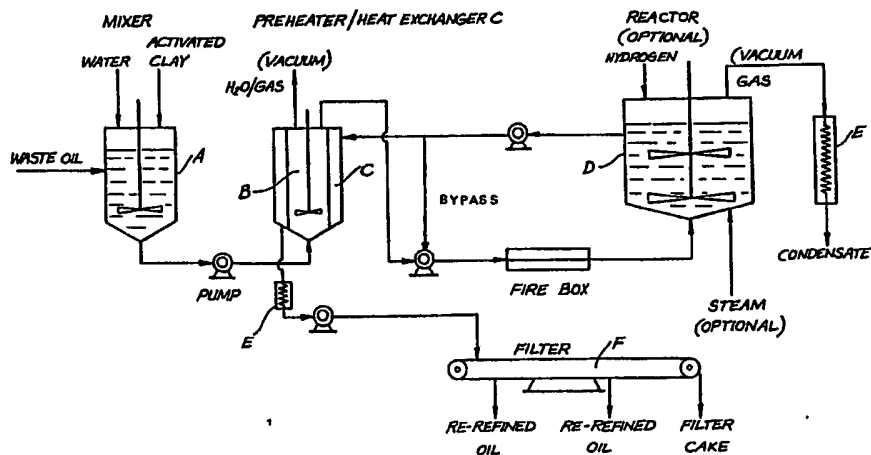 MIXER
PREHEATER/HEAT EXCHANGER C
REACTOR
(OPTIONAL)
HYDROGEN
(VACUUM
GAS
ACTIVATED
CLAY
WATER
(VACUUM)
H₂O/GAS
WASTE OIL
A
B
C
D
E
BYPASS
PUMP
FIRE BOX
CONDENSATE
STEAM
(OPTIONAL)
E
FILTER
F
RE-REFINED
OIL
RE-REFINED
OIL
FILTER
CAKE